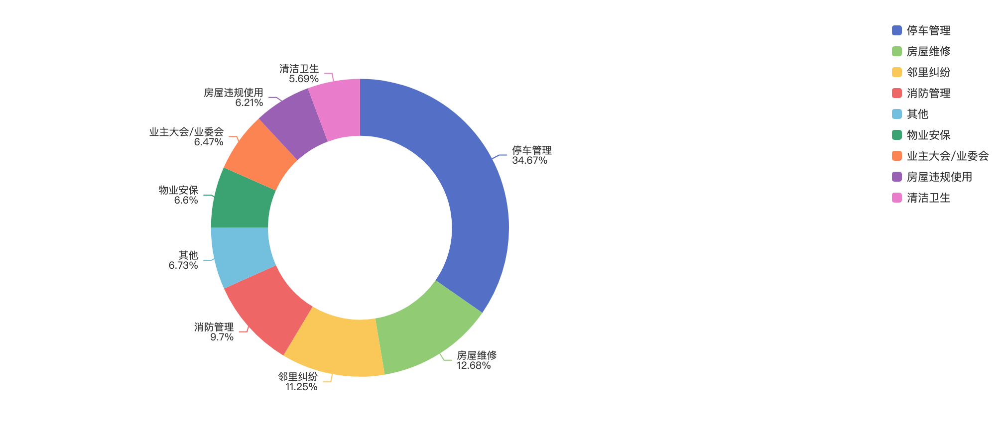 停车管理
34.67%
房屋维修
12.68%
邻里纠纷
11.25%
消防管理
9.7%
其他
6.73%
物业安保
6.6%
业主大会/业委会
6.47%
房屋违规使用
6.21%
清洁卫生
5.69%
停车管理
房屋维修
邻里纠纷
消防管理
其他
物业安保
业主大会/业委会
房屋违规使用
清洁卫生